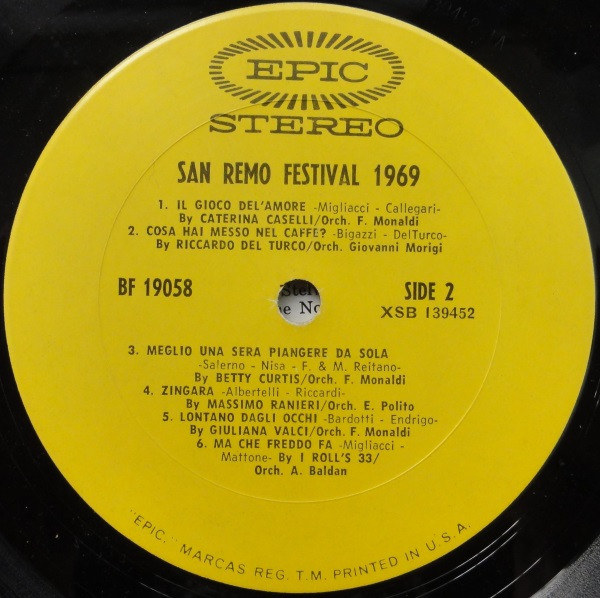 EPIC
STEREO
SAN REMO FESTIVAL 1969
1. IL GIOCO DEL'AMORE -Migliacci - Callegari-
By CATERINA CASELLI/Orch. F. Monaldi
2. COSA HAI MESSO NEL CAFFÈ? -Bigazzi - DelTurco-
By RICCARDO DEL TURCO/Orch. Giovanni Morigi
BF 19058
SIDE 2
XSB 139452
3. MEGLIO UNA SERA PIANGERE DA SOLA
-Salerno - Nisa - F. & M. Reitano-
By BETTY CURTIS/Orch. F. Monaldi
4. ZINGARA -Albertelli - Riccardi-
By MASSIMO RANIERI/Orch. E. Polito
5. LONTANO DAGLI OCCHI -Bardotti - Endrigo-
By GIULIANA VALCI/Orch. F. Monaldi
6. MA CHE FREDDO FA -Migliacci -
Mattone- By I ROLL'S 33/
Orch. A. Baldan
"EPIC," MARCAS REG. T.M. PRINTED IN U.S.A.